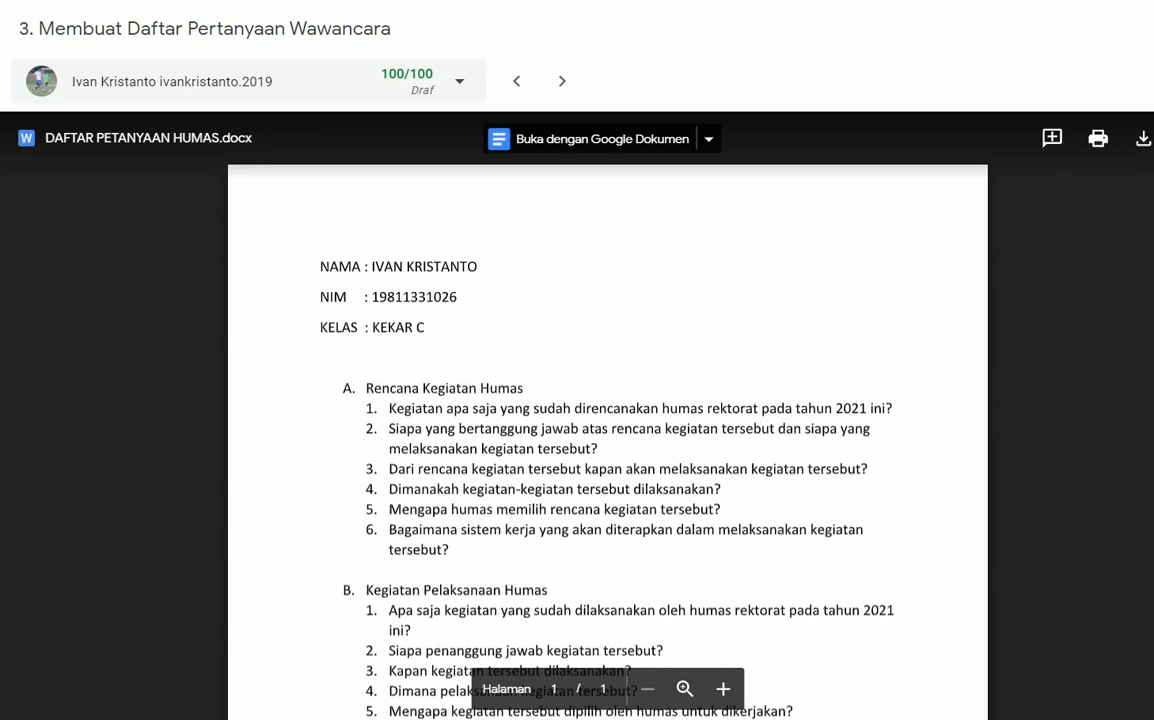 3. Membuat Daftar Pertanyaan Wawancara
Ivan Kristanto ivankristanto.2019
100/100
Draf
W DAFTAR PETANYAAN HUMAS.docx
Buka dengan Google Dokumen
NAMA : IVAN KRISTANTO
NIM : 19811331026
KELAS : KEKAR C
A. Rencana Kegiatan Humas
1. Kegiatan apa saja yang sudah direncanakan humas rektorat pada tahun 2021 ini?
2. Siapa yang bertanggung jawab atas rencana kegiatan tersebut dan siapa yang
melaksanakan kegiatan tersebut?
3. Dari rencana kegiatan tersebut kapan akan melaksanakan kegiatan tersebut?
4. Dimanakah kegiatan-kegiatan tersebut dilaksanakan?
5. Mengapa humas memilih rencana kegiatan tersebut?
6. Bagaimana sistem kerja yang akan diterapkan dalam melaksanakan kegiatan
tersebut?
B. Kegiatan Pelaksanaan Humas
1. Apa saja kegiatan yang sudah dilaksanakan oleh humas rektorat pada tahun 2021
ini?
2. Siapa penanggung jawab kegiatan tersebut?
3. Kapan kegiatan tersebut dilaksanakan?
4. Dimana pelaksanaan kegiatan tersebut?
5. Mengapa kegiatan tersebut dipilih oleh humas untuk dikerjakan?
Halaman 1 / 1